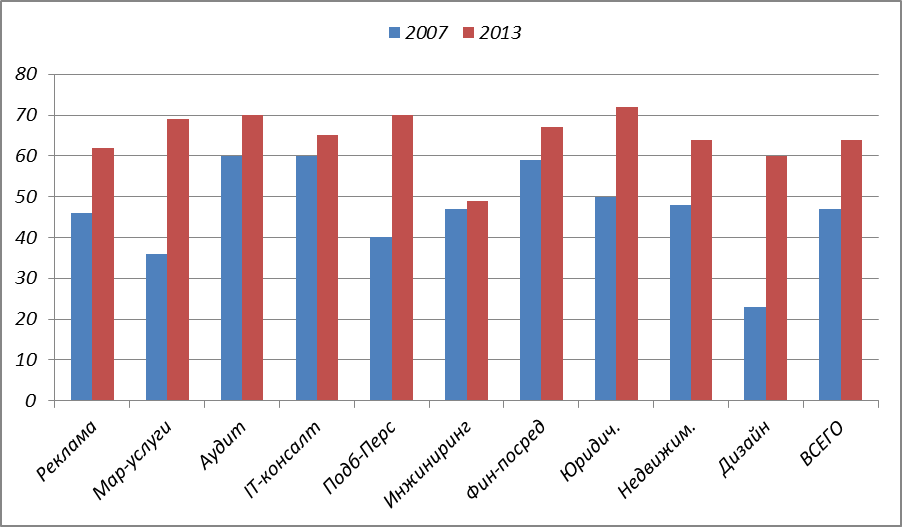 2007 2013
80
70
60
50
40
30
20
10
0
Реклама
Мар-услуги
Аудит
IT-консалт
Подб-Перс
Инжиниринг
Фин-посред
Юридич.
Недвижим.
Дизайн
ВСЕГО